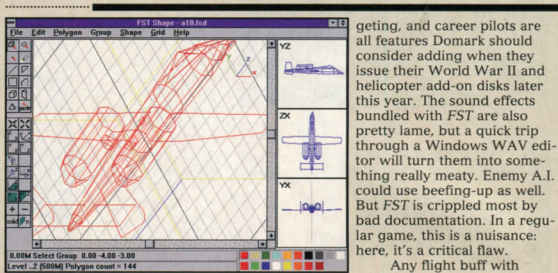 FST Shape - a10.fsd
File Edit Polygon Group Shape Grid Help
YZ
ZX
YX
Y
Z
X
0.00M Select Group 0.00 -4.00 -3.00
Level ..2 [500M] Polygon count = 144
geting, and career pilots are
all features Domark should
consider adding when they
issue their World War II and
helicopter add-on disks later
this year. The sound effects
bundled with FST are also
pretty lame, but a quick trip
through a Windows WAV edi-
tor will turn them into some-
thing really meaty. Enemy A.I.
could use beefing-up as well.
But FST is crippled most by
bad documentation. In a regu-
lar game, this is a nuisance:
here, it's a critical flaw.
Any flight buff with